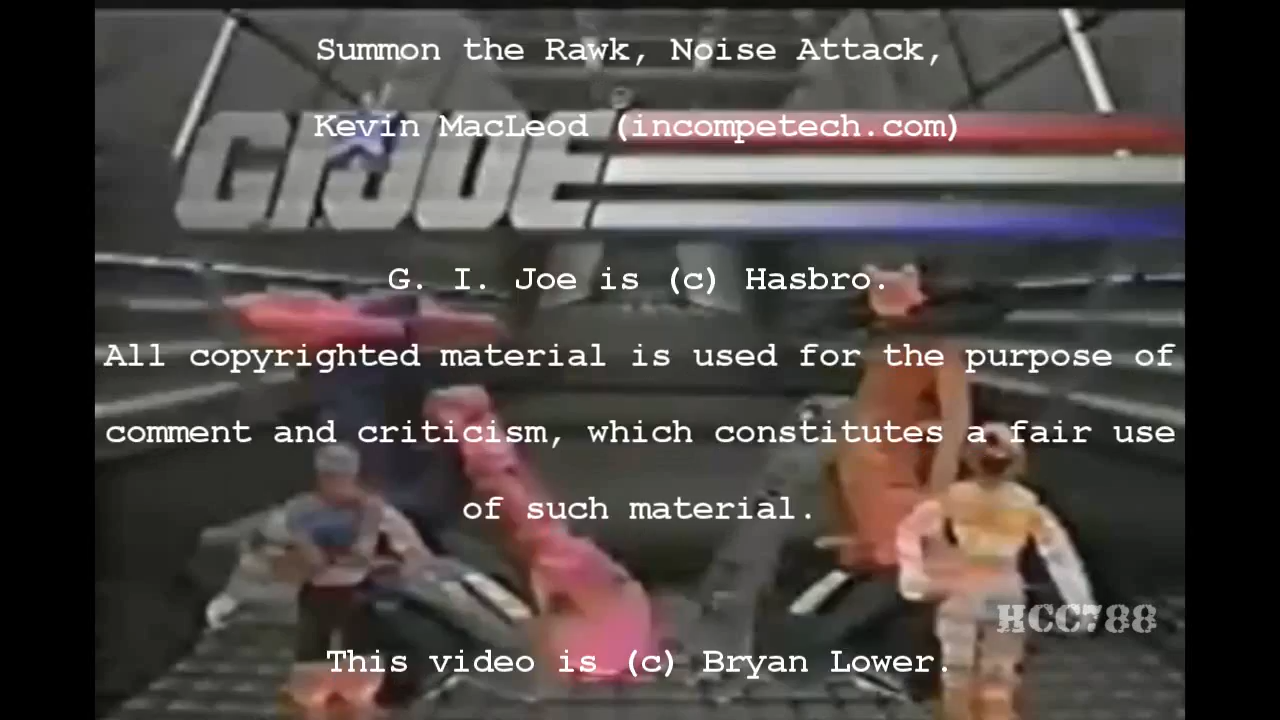 Summon the Rawk, Noise Attack,
Kevin MacLeod (incompetech.com)
G.I. JOE
G. I. Joe is (c) Hasbro.
All copyrighted material is used for the purpose of
comment and criticism, which constitutes a fair use
of such material.
HCC788
This video is (c) Bryan Lower.